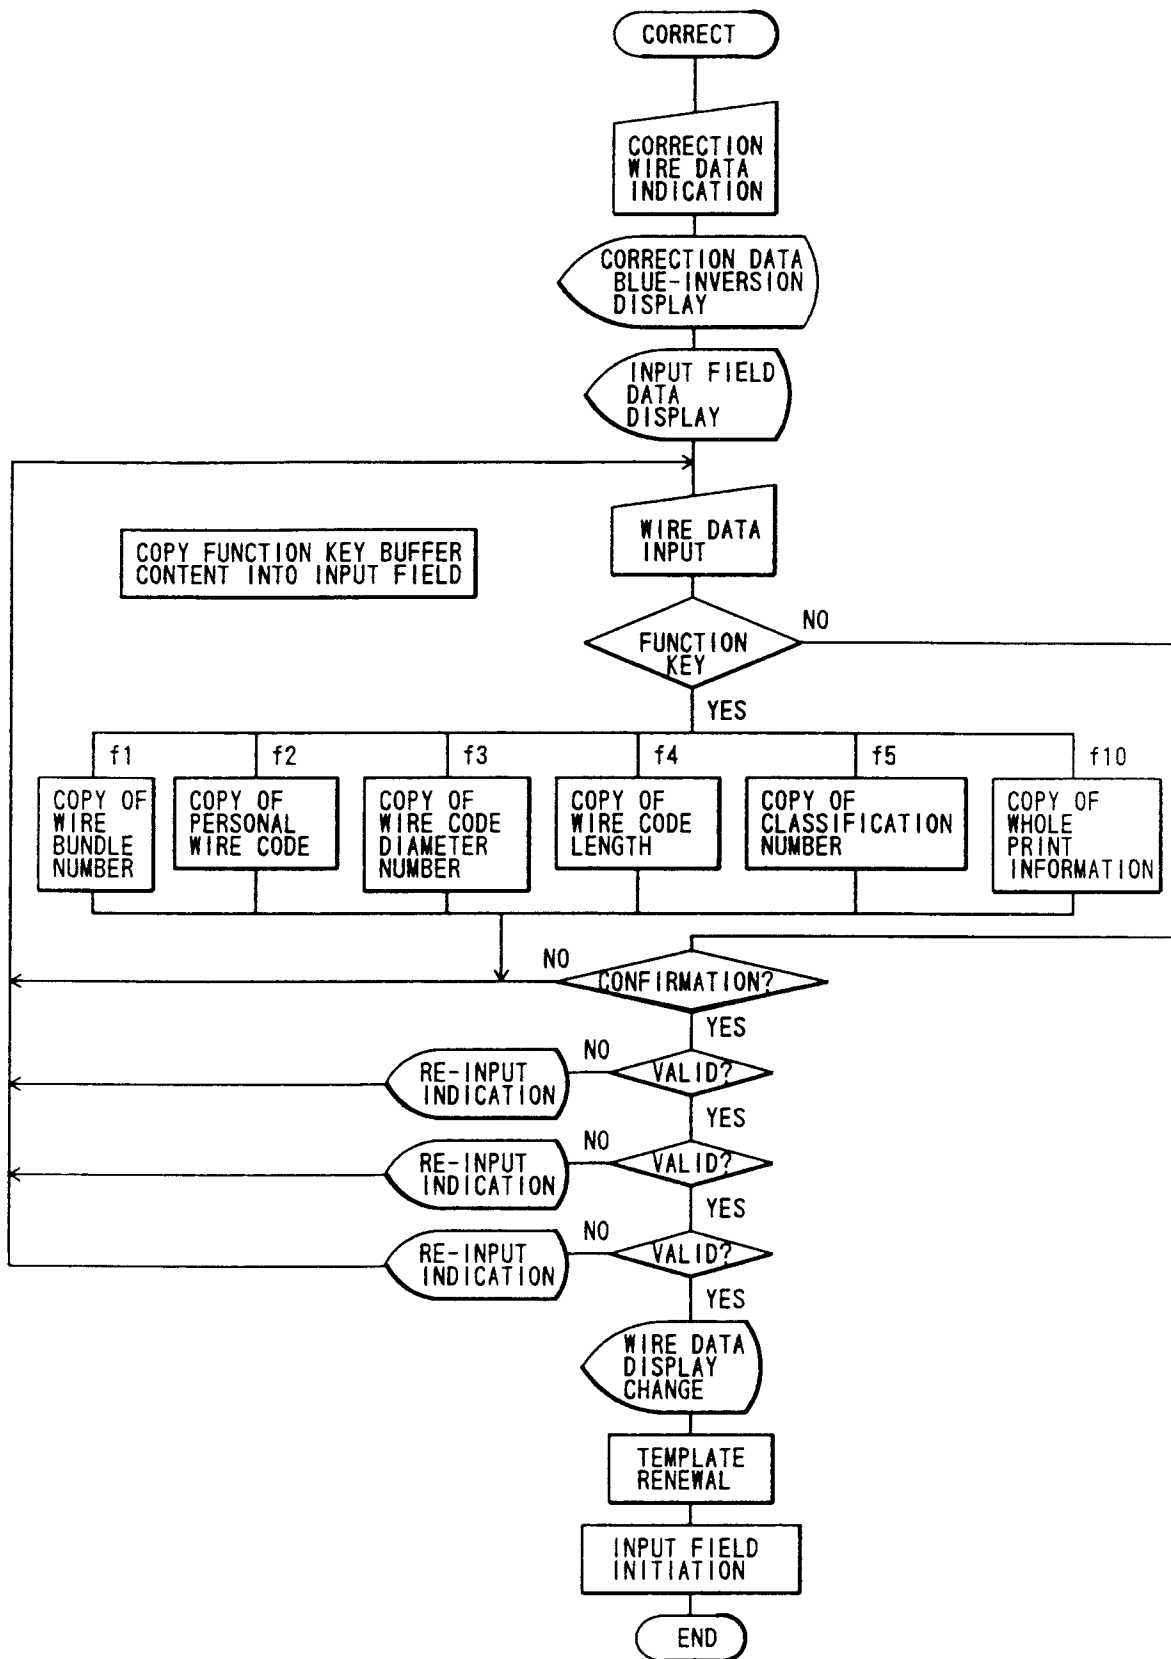 CORRECT
CORRECTION
WIRE DATA
INDICATION
CORRECTION DATA
BLUE-INVERSION
DISPLAY
INPUT FIELD
DATA
DISPLAY
WIRE DATA
INPUT
COPY FUNCTION KEY BUFFER
CONTENT INTO INPUT FIELD
FUNCTION
KEY
NO
YES
f1
COPY OF
WIRE
BUNDLE
NUMBER
f2
COPY OF
PERSONAL
WIRE CODE
f3
COPY OF
WIRE CODE
DIAMETER
NUMBER
f4
COPY OF
WIRE CODE
LENGTH
f5
COPY OF
CLASSIFICATION
NUMBER
f10
COPY OF
WHOLE
PRINT
INFORMATION
NO
CONFIRMATION?
YES
RE-INPUT
INDICATION
NO
VALID?
YES
RE-INPUT
INDICATION
NO
VALID?
YES
RE-INPUT
INDICATION
NO
VALID?
YES
WIRE DATA
DISPLAY
CHANGE
TEMPLATE
RENEWAL
INPUT FIELD
INITIATION
END